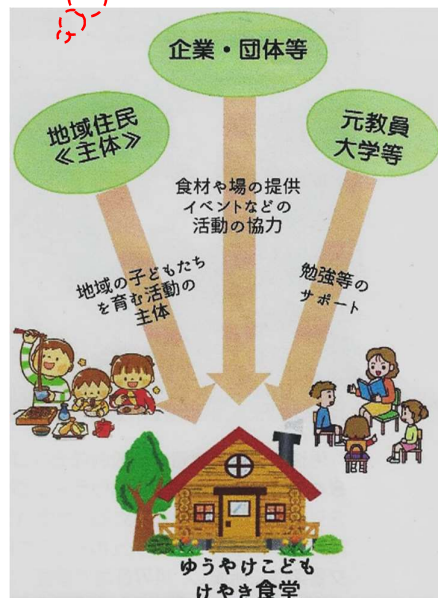 企業・団体等
地域住民
≪主体≫
元教員
大学等
食材や場の提供
イベントなどの
活動の協力
地域の子どもたち
を育む活動の
主体
勉強等の
サポート
ゆうやけこども
けやき食堂